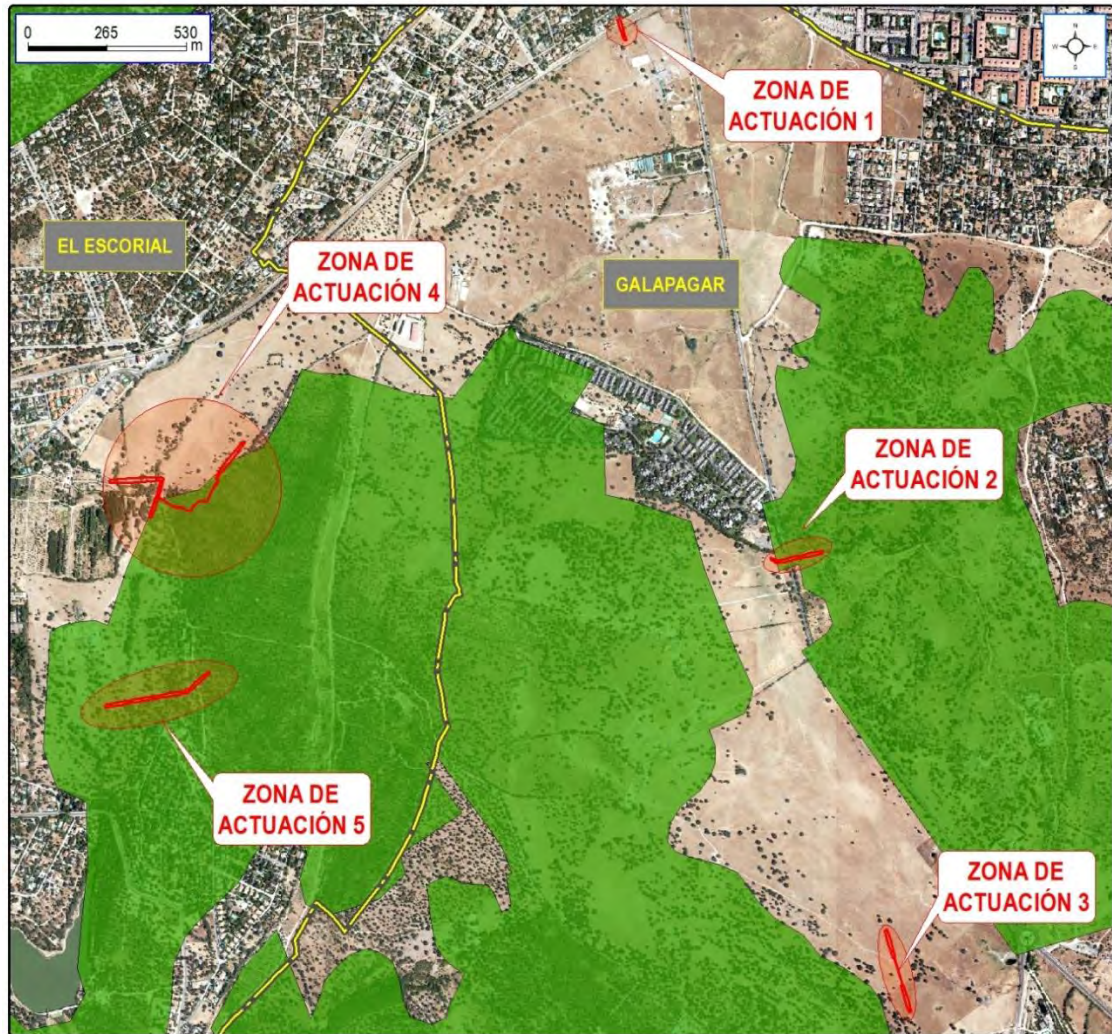 0 265 530
m
N
W E
S
ZONA DE
ACTUACIÓN 1
EL ESCORIAL
ZONA DE
ACTUACIÓN 4
GALAPAGAR
ZONA DE
ACTUACIÓN 2
ZONA DE
ACTUACIÓN 5
ZONA DE
ACTUACIÓN 3